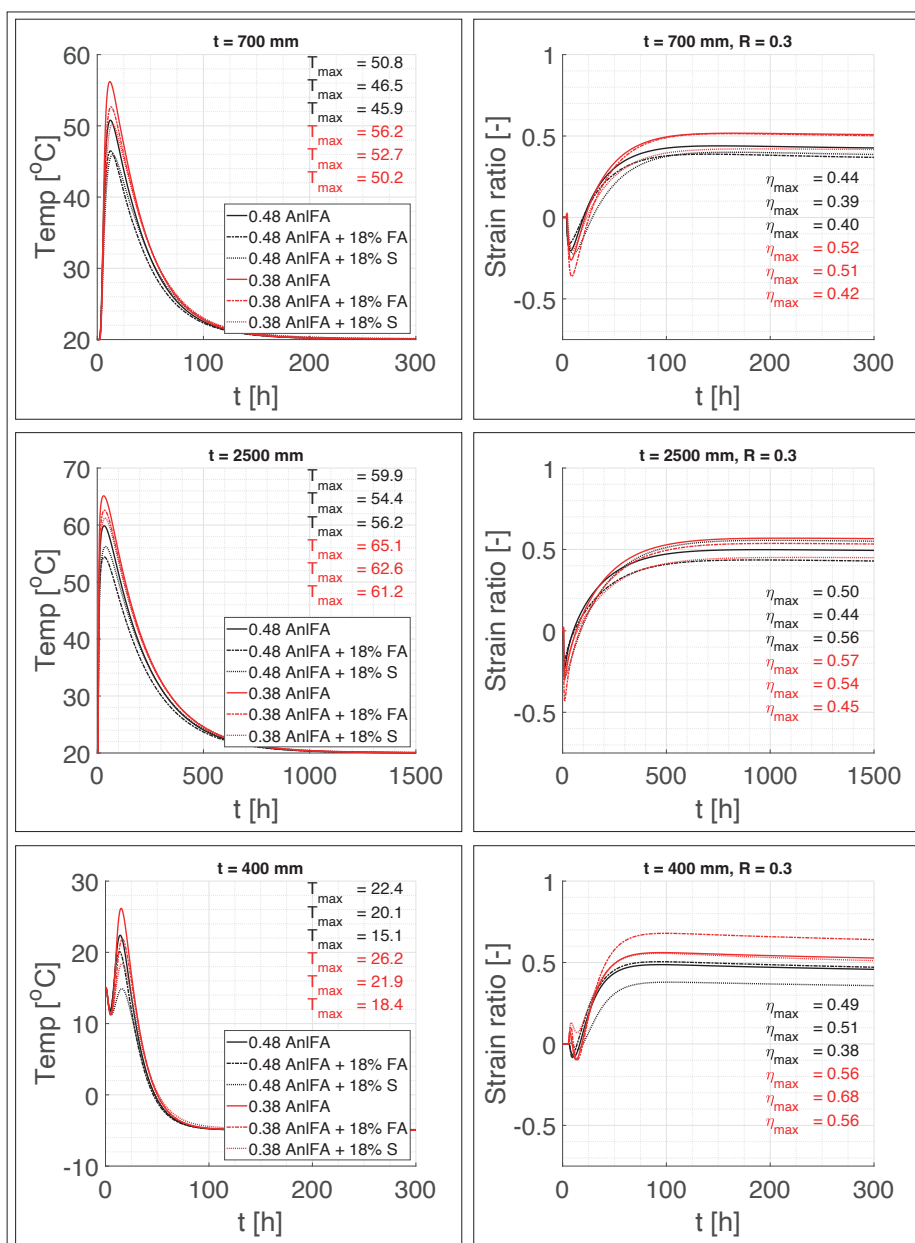 t = 700 mm
60
50
40
30
20
Temp [°C]
T_max = 50.8
T_max = 46.5
T_max = 45.9
T_max = 56.2
T_max = 52.7
T_max = 50.2
0.48 AnlFA
0.48 AnlFA + 18% FA
0.48 AnlFA + 18% S
0.38 AnlFA
0.38 AnlFA + 18% FA
0.38 AnlFA + 18% S
0 100 200 300
t [h]
t = 700 mm, R = 0.3
1
0.5
0
-0.5
Strain ratio [-]
η_max = 0.44
η_max = 0.39
η_max = 0.40
η_max = 0.52
η_max = 0.51
η_max = 0.42
0 100 200 300
t [h]
t = 2500 mm
70
60
50
40
30
20
Temp [°C]
T_max = 59.9
T_max = 54.4
T_max = 56.2
T_max = 65.1
T_max = 62.6
T_max = 61.2
0.48 AnlFA
0.48 AnlFA + 18% FA
0.48 AnlFA + 18% S
0.38 AnlFA
0.38 AnlFA + 18% FA
0.38 AnlFA + 18% S
0 500 1000 1500
t [h]
t = 2500 mm, R = 0.3
1
0.5
0
-0.5
Strain ratio [-]
η_max = 0.50
η_max = 0.44
η_max = 0.56
η_max = 0.57
η_max = 0.54
η_max = 0.45
0 500 1000 1500
t [h]
t = 400 mm
30
20
10
0
-10
Temp [°C]
T_max = 22.4
T_max = 20.1
T_max = 15.1
T_max = 26.2
T_max = 21.9
T_max = 18.4
0.48 AnlFA
0.48 AnlFA + 18% FA
0.48 AnlFA + 18% S
0.38 AnlFA
0.38 AnlFA + 18% FA
0.38 AnlFA + 18% S
0 100 200 300
t [h]
t = 400 mm, R = 0.3
1
0.5
0
-0.5
Strain ratio [-]
η_max = 0.49
η_max = 0.51
η_max = 0.38
η_max = 0.56
η_max = 0.68
η_max = 0.56
0 100 200 300
t [h]